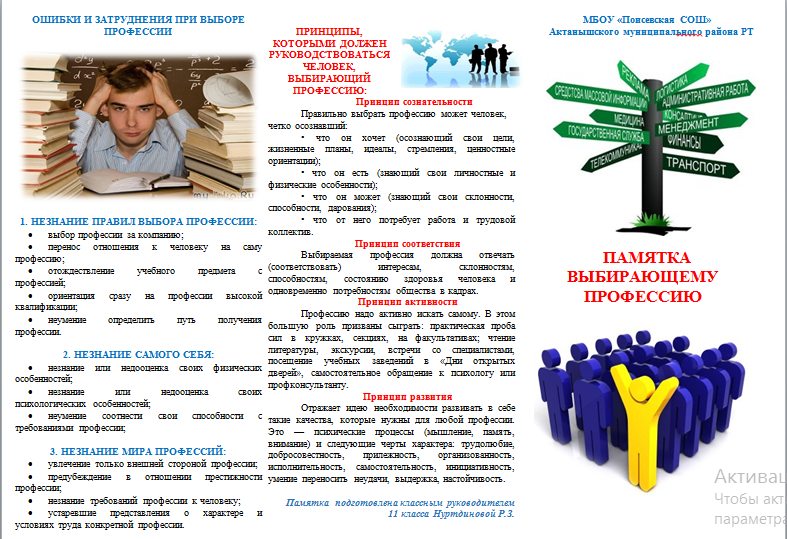 ОШИБКИ И ЗАТРУДНЕНИЯ ПРИ ВЫБОРЕ
ПРОФЕССИИ
1. НЕЗНАНИЕ ПРАВИЛ ВЫБОРА ПРОФЕССИИ:
• выбор профессии за компанию;
• перенос отношения к человеку на саму
профессию;
• отождествление учебного предмета с
профессией;
• ориентация сразу на профессии высокой
квалификации;
• неумение определить путь получения
профессии.
2. НЕЗНАНИЕ САМОГО СЕБЯ:
• незнание или недооценка своих физических
особенностей;
• незнание или недооценка своих
психологических особенностей;
• неумение соотнести свои способности с
требованиями профессии;
3. НЕЗНАНИЕ МИРА ПРОФЕССИЙ:
• увлечение только внешней стороной профессии;
• предубеждение в отношении престижности
профессии;
• незнание требований профессии к человеку;
• устаревшие представления о характере и
условиях труда конкретной профессии.
ПРИНЦИПЫ,
КОТОРЫМИ ДОЛЖЕН
РУКОВОДСТВОВАТЬСЯ
ЧЕЛОВЕК,
ВЫБИРАЮЩИЙ
ПРОФЕССИЮ:
Принцип сознательности
Правильно выбрать профессию может человек,
четко осознавший:
• что он хочет (осознающий свои цели,
жизненные планы, идеалы, стремления, ценностные
ориентации);
• что он есть (знающий свои личностные и
физические особенности);
• что он может (знающий свои склонности,
способности, дарования);
• что от него потребует работа и трудовой
коллектив.
Принцип соответствия
Выбираемая профессия должна отвечать
(соответствовать) интересам, склонностям,
способностям, состоянию здоровья человека и
одновременно потребностям общества в кадрах.
Принцип активности
Профессию надо активно искать самому. В этом
большую роль призваны сыграть: практическая проба
сил в кружках, секциях, на факультативах; чтение
литературы, экскурсии, встречи со специалистами,
посещение учебных заведений в «Дни открытых
дверей», самостоятельное обращение к психологу или
профконсультанту.
Принцип развития
Отражает идею необходимости развивать в себе
такие качества, которые нужны для любой профессии.
Это — психические процессы (мышление, память,
внимание) и следующие черты характера: трудолюбие,
добросовестность, прилежность, организованность,
исполнительность, самостоятельность, инициативность,
умение переносить неудачи, выдержка, настойчивость.
Памятка подготовлена классным руководителем
11 класса Нуртдиновой Р.З.
МБОУ «Поисевская СОШ»
Актанышского муниципального района РТ
РЕКЛАМА
ЛОГИСТИКА
СРЕДСТВА МАССОВОЙ ИНФОРМАЦИИ
АДМИНИСТРАТИВНАЯ РАБОТА
МЕДИЦИНА
МЕНЕДЖМЕНТ
ГОСУДАРСТВЕННАЯ СЛУЖБА
ФИНАНСЫ
ТРАНСПОРТ
ПАМЯТКА
ВЫБИРАЮЩЕМУ
ПРОФЕССИЮ
Активац
Чтобы акт
параметра